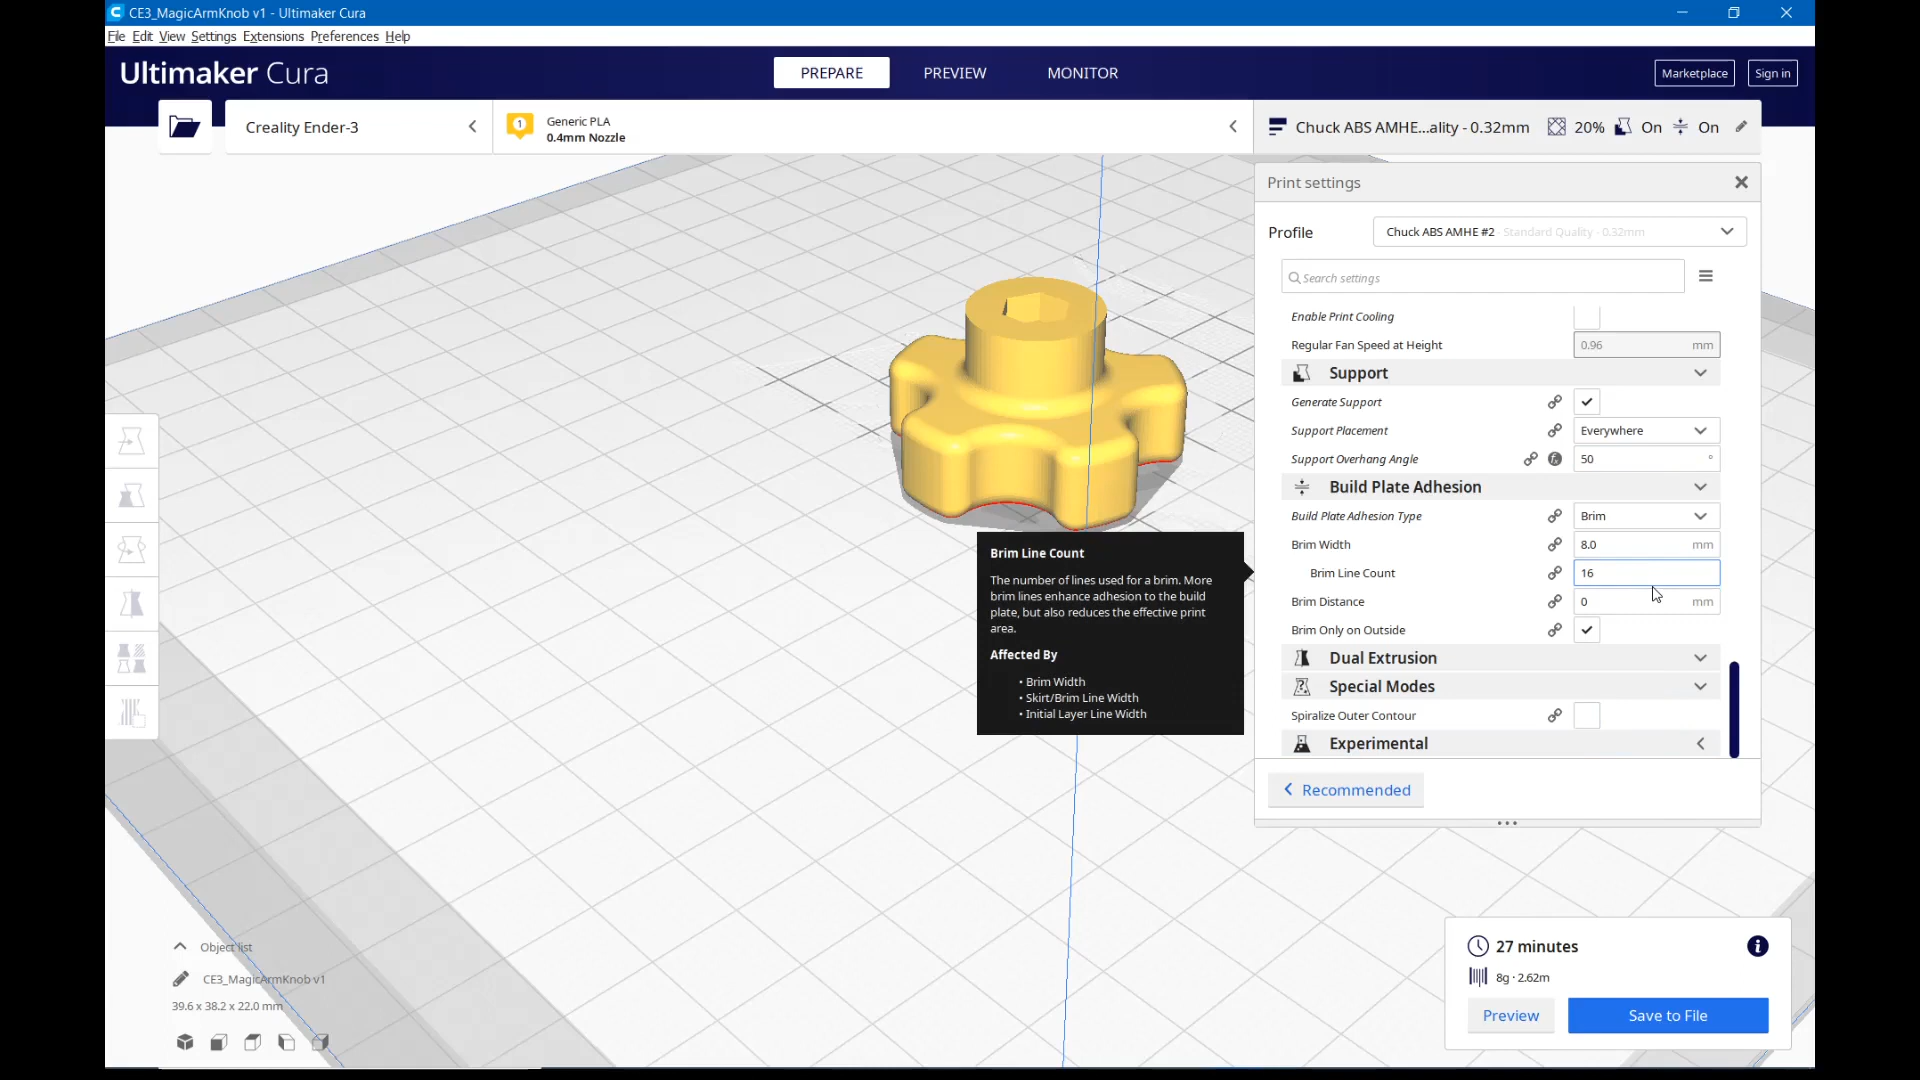 CE3_MagicArmKnob v1 - Ultimaker Cura
File Edit View Settings Extensions Preferences Help
Ultimaker Cura
PREPARE
PREVIEW
MONITOR
Marketplace
Sign in
Creality Ender-3
1
Generic PLA
0.4mm Nozzle
Chuck ABS AMHE...ality - 0.32mm
20%
On
On
Print settings
Profile
Chuck ABS AMHE #2 - Standard Quality - 0.32mm
Search settings
Enable Print Cooling
Regular Fan Speed at Height
0.96 mm
Support
Generate Support
Support Placement
Everywhere
Support Overhang Angle
50 °
Build Plate Adhesion
Build Plate Adhesion Type
Brim
Brim Width
8.0 mm
Brim Line Count
16
Brim Distance
0 mm
Brim Only on Outside
Dual Extrusion
Special Modes
Spiralize Outer Contour
Experimental
Recommended
Brim Line Count
The number of lines used for a brim. More
brim lines enhance adhesion to the build
plate, but also reduces the effective print
area.
Affected By
• Brim Width
• Skirt/Brim Line Width
• Initial Layer Line Width
Object list
CE3_MagicArmKnob v1
39.6 x 38.2 x 22.0 mm
27 minutes
8g · 2.62m
Preview
Save to File